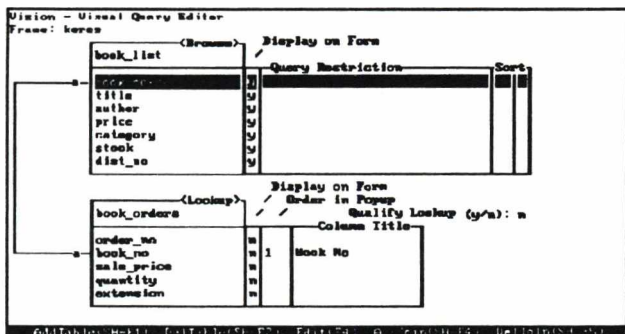 Vision - Visual Query Editor
Frame: keres
<Browse>
Display on Form
book_list
Query Restriction
Sort
y
title y
author y
price y
category y
stock y
dist_no y
<Lookup>
Display on Form
Order in Popup
book_orders
Qualify Lookup (y/n): n
Column Title
order_no n
book_no n 1 Book No
sale_price n
quantity n
extension n